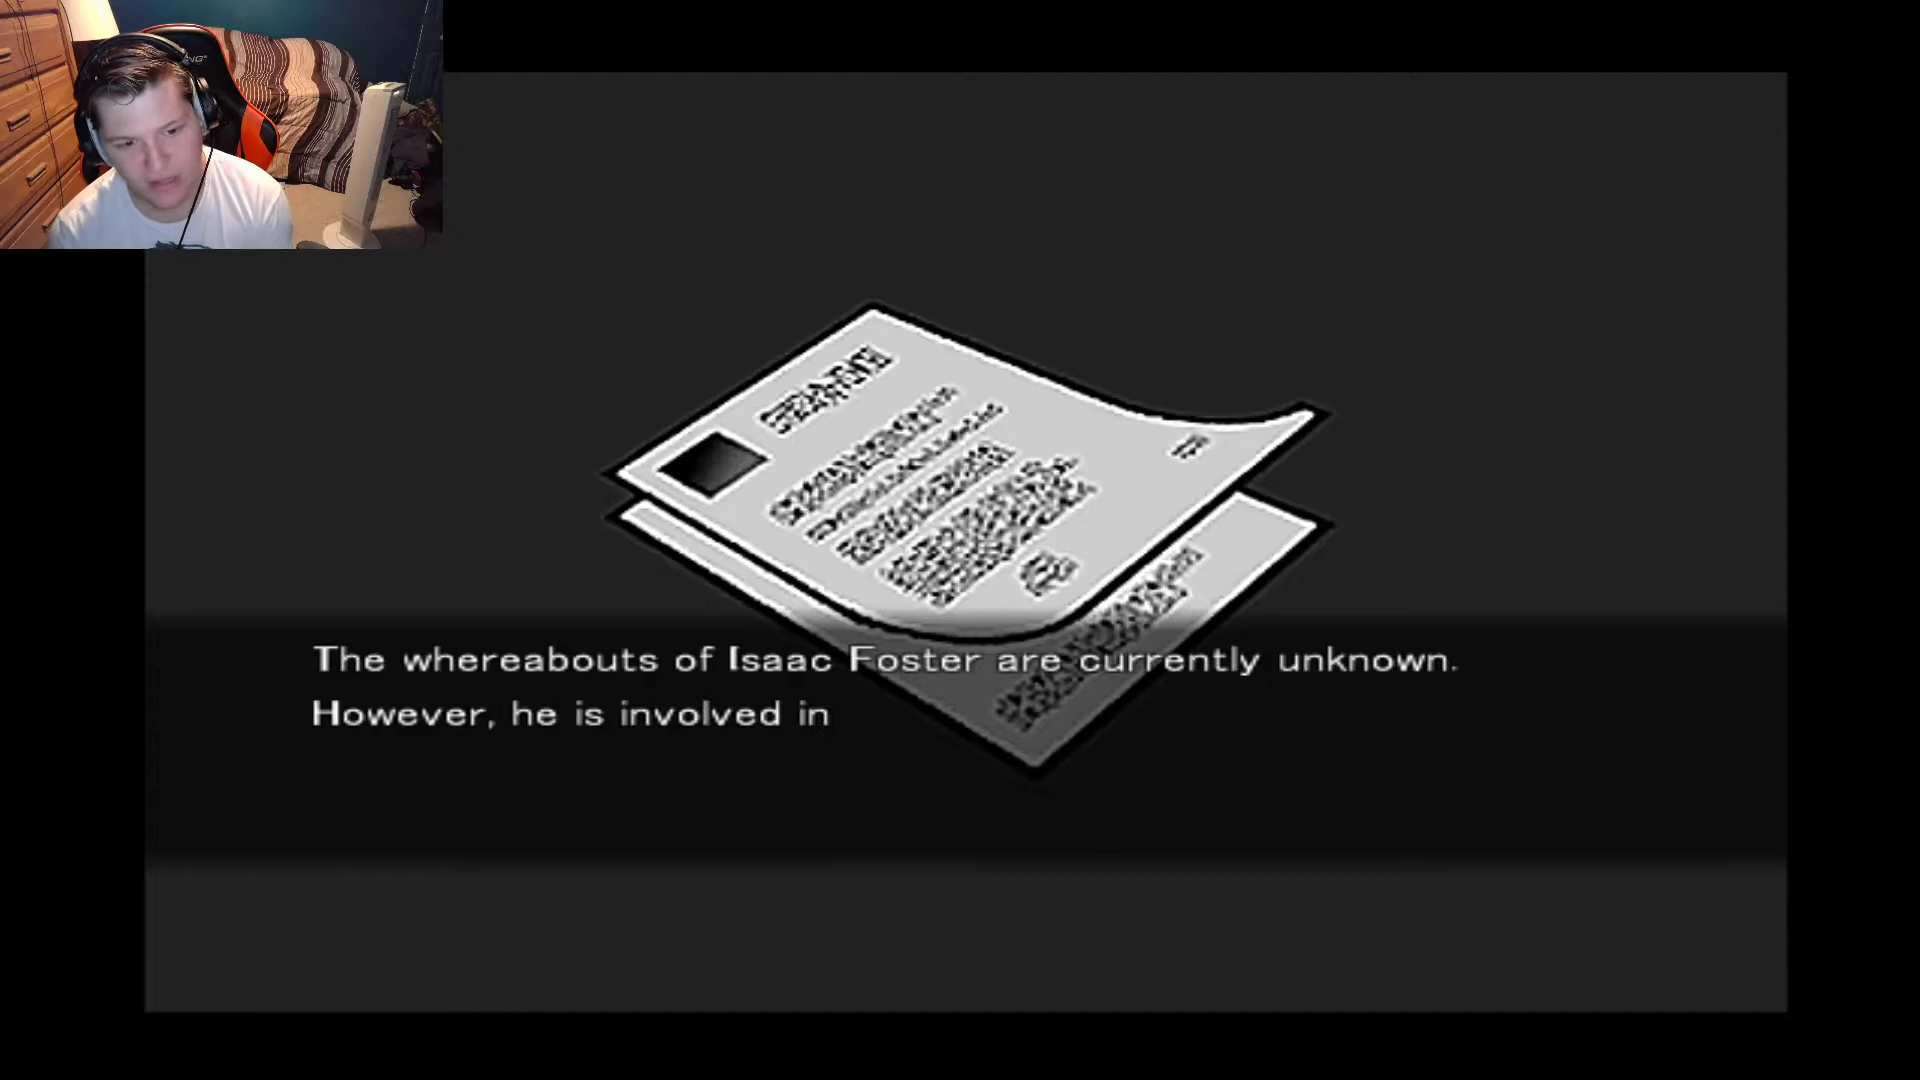 The whereabouts of Isaac Foster are currently unknown.
However, he is involved in